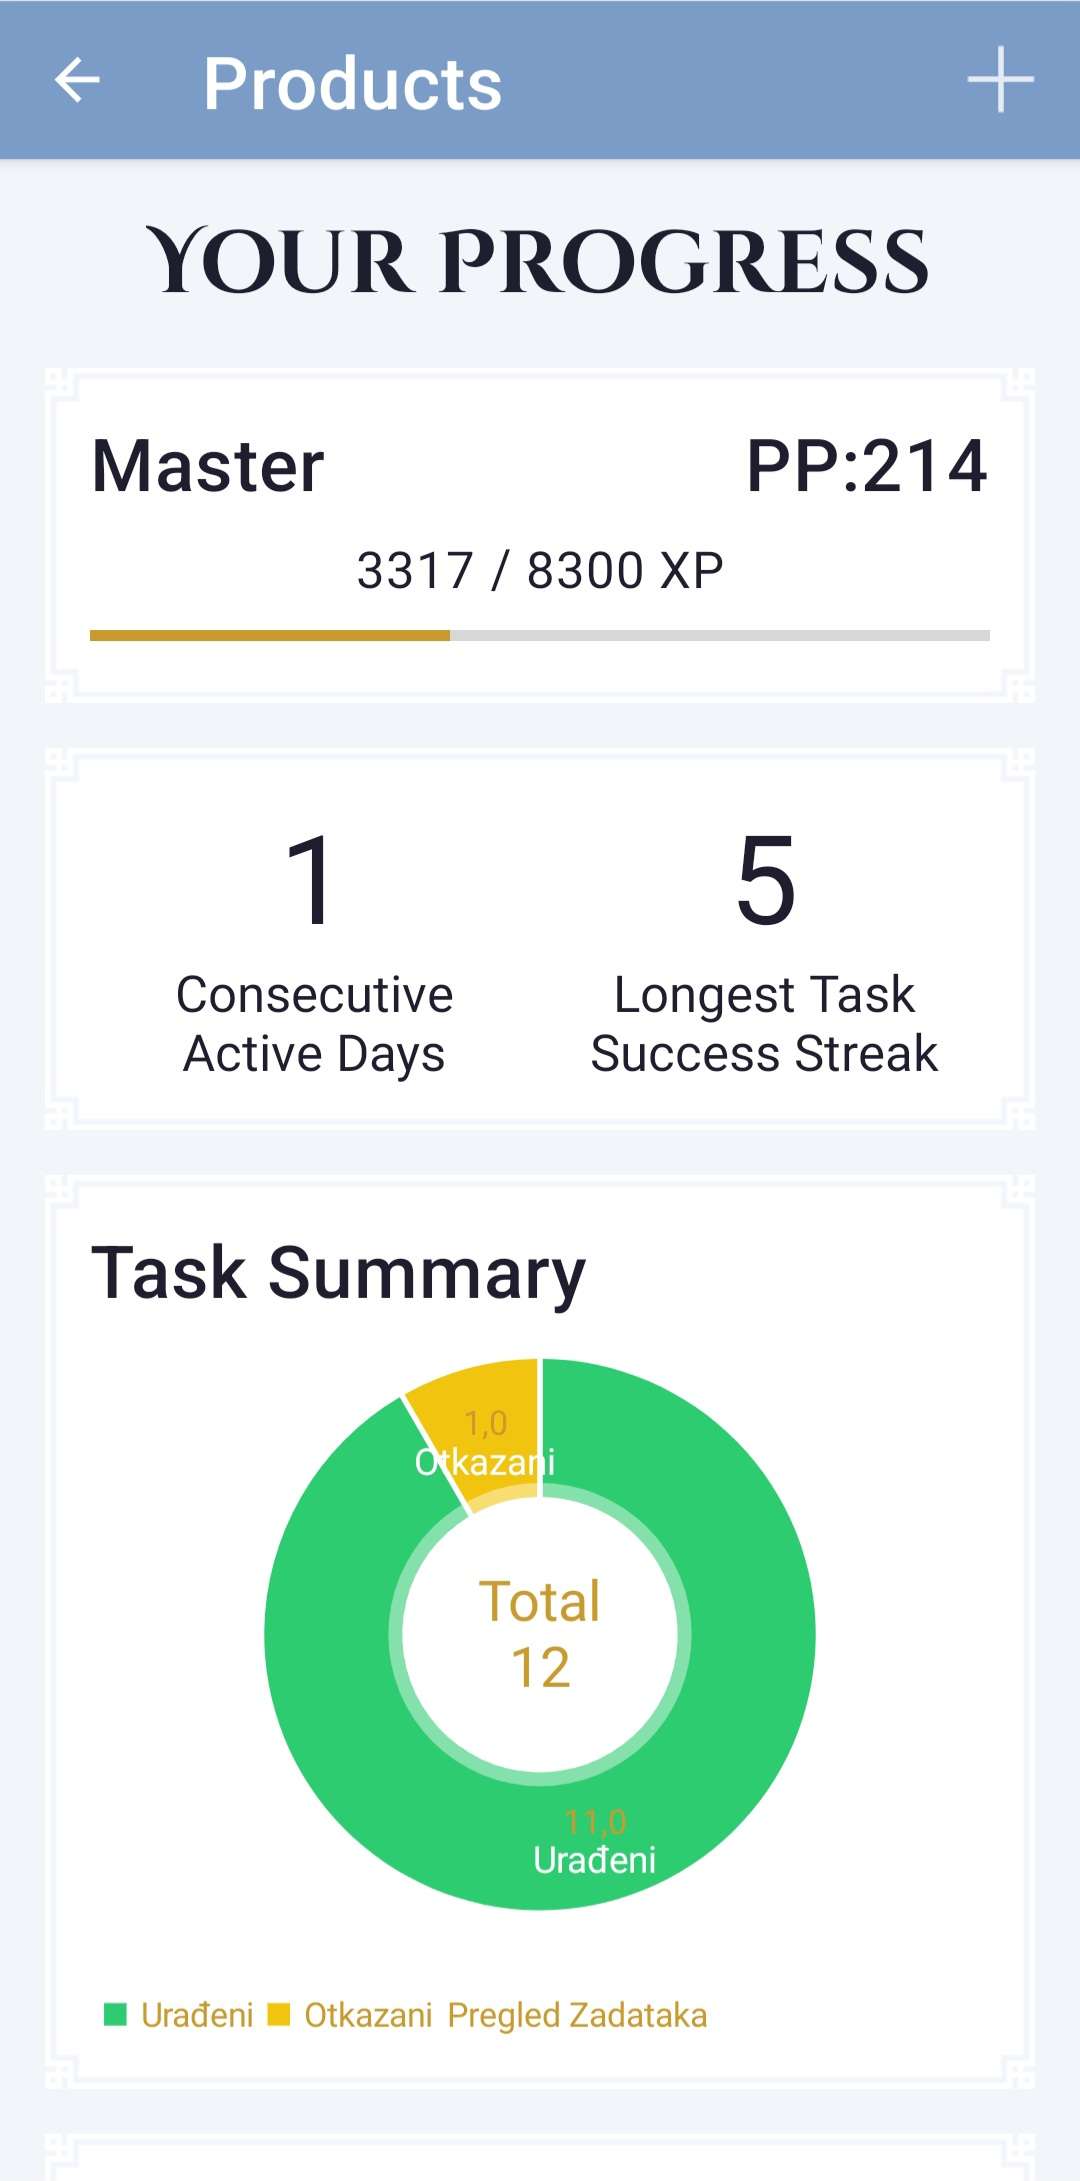 Products
Your Progress
Master
PP:214
3317 / 8300 XP
1
5
Consecutive
Active Days
Longest Task
Success Streak
Task Summary
1,0
Otkazani
Total
12
11,0
Urađeni
Urađeni Otkazani Pregled Zadataka